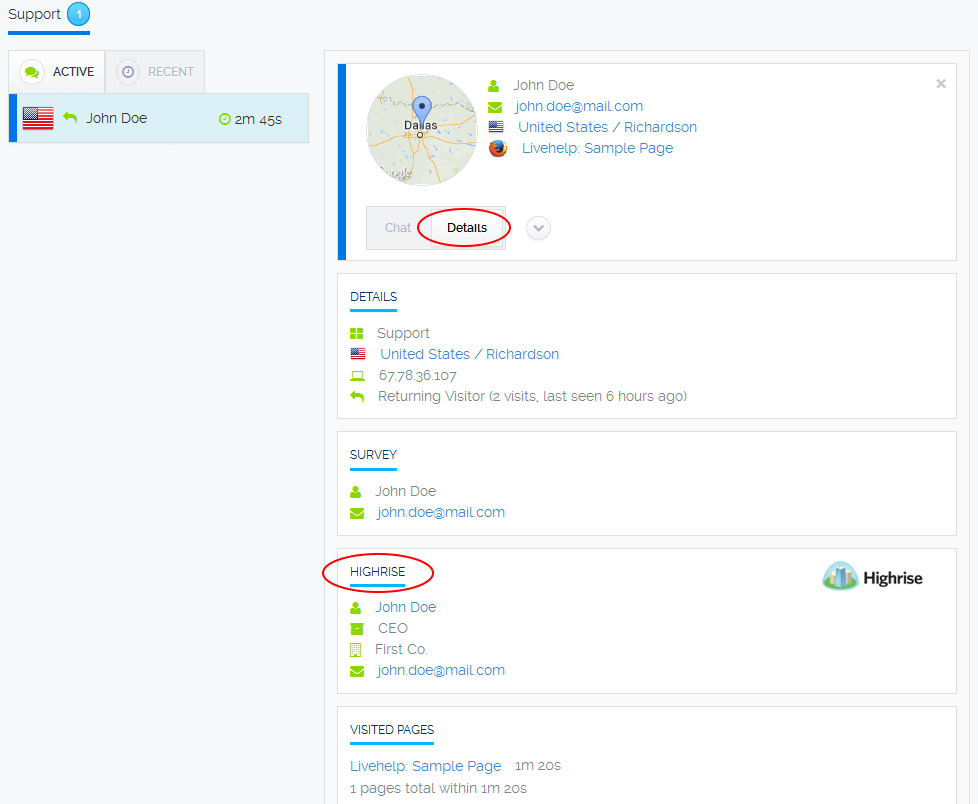 Support 1
ACTIVE RECENT
John Doe 2m 45s
Dallas
Google
John Doe
john.doe@mail.com
United States / Richardson
Livehelp: Sample Page
Chat Details
DETAILS
Support
United States / Richardson
67.78.36.107
Returning Visitor (2 visits, last seen 6 hours ago)
SURVEY
John Doe
john.doe@mail.com
HIGHRISE
Highrise
John Doe
CEO
First Co.
john.doe@mail.com
VISITED PAGES
Livehelp: Sample Page 1m 20s
1 pages total within 1m 20s